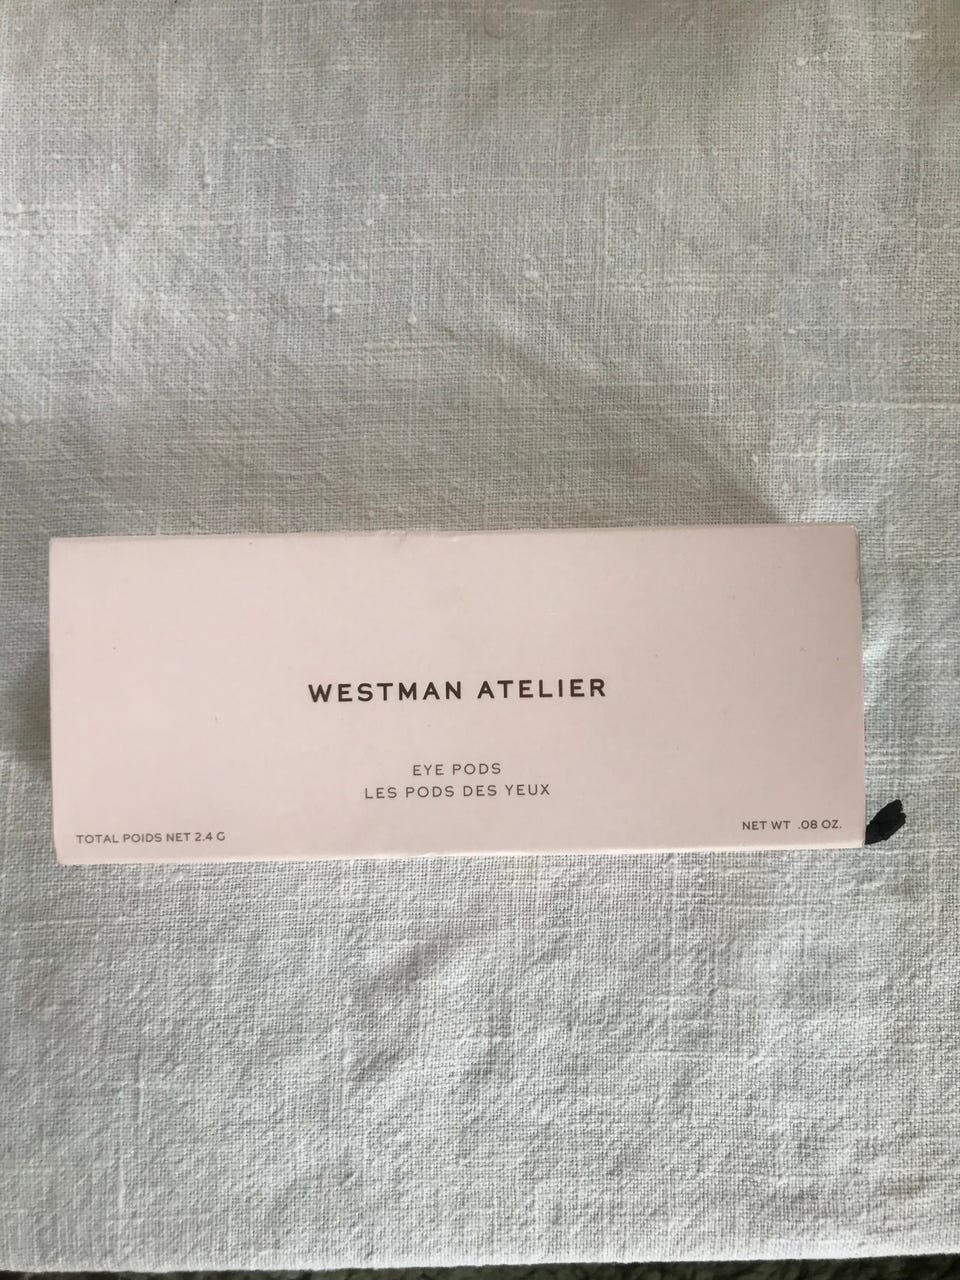 WESTMAN ATELIER
EYE PODS
LES PODS DES YEUX
TOTAL POIDS NET 2.4 G
NET WT .08 OZ.